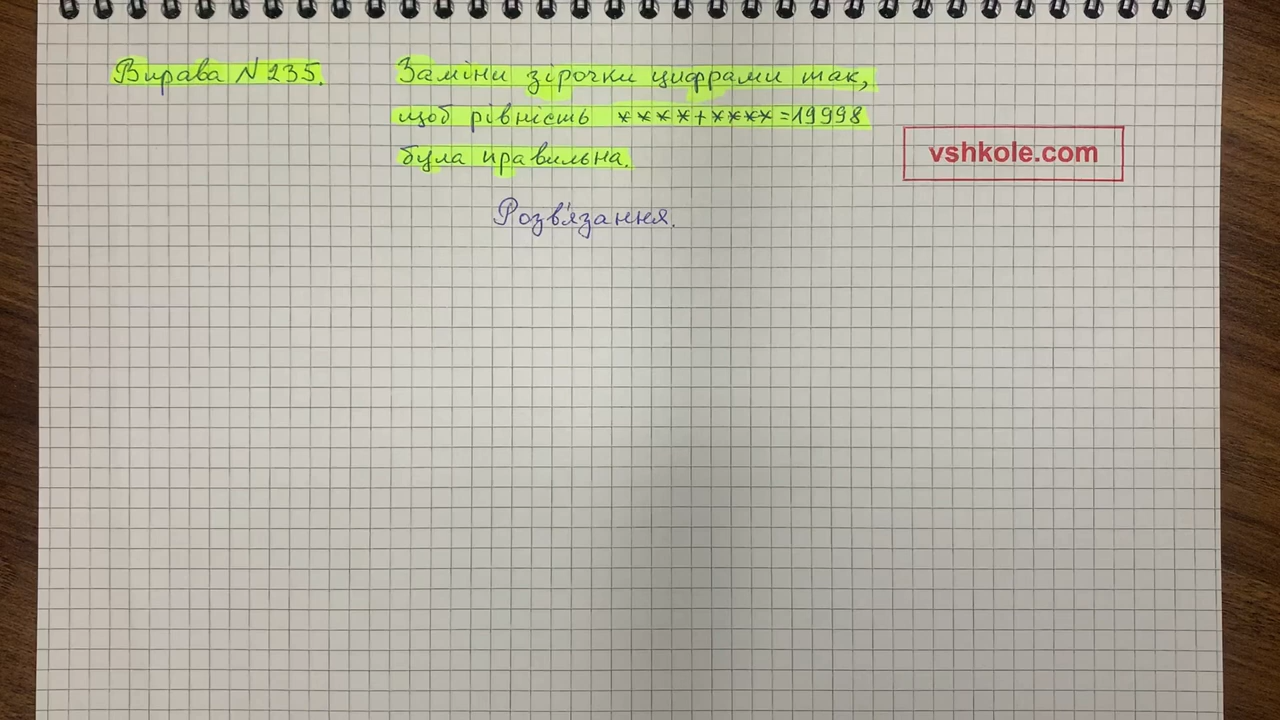 Вправа №235. Заміни зірочки цифрами так,
щоб рівність ****+****=19998
була правильна.
vshkole.com
Розв'язання.